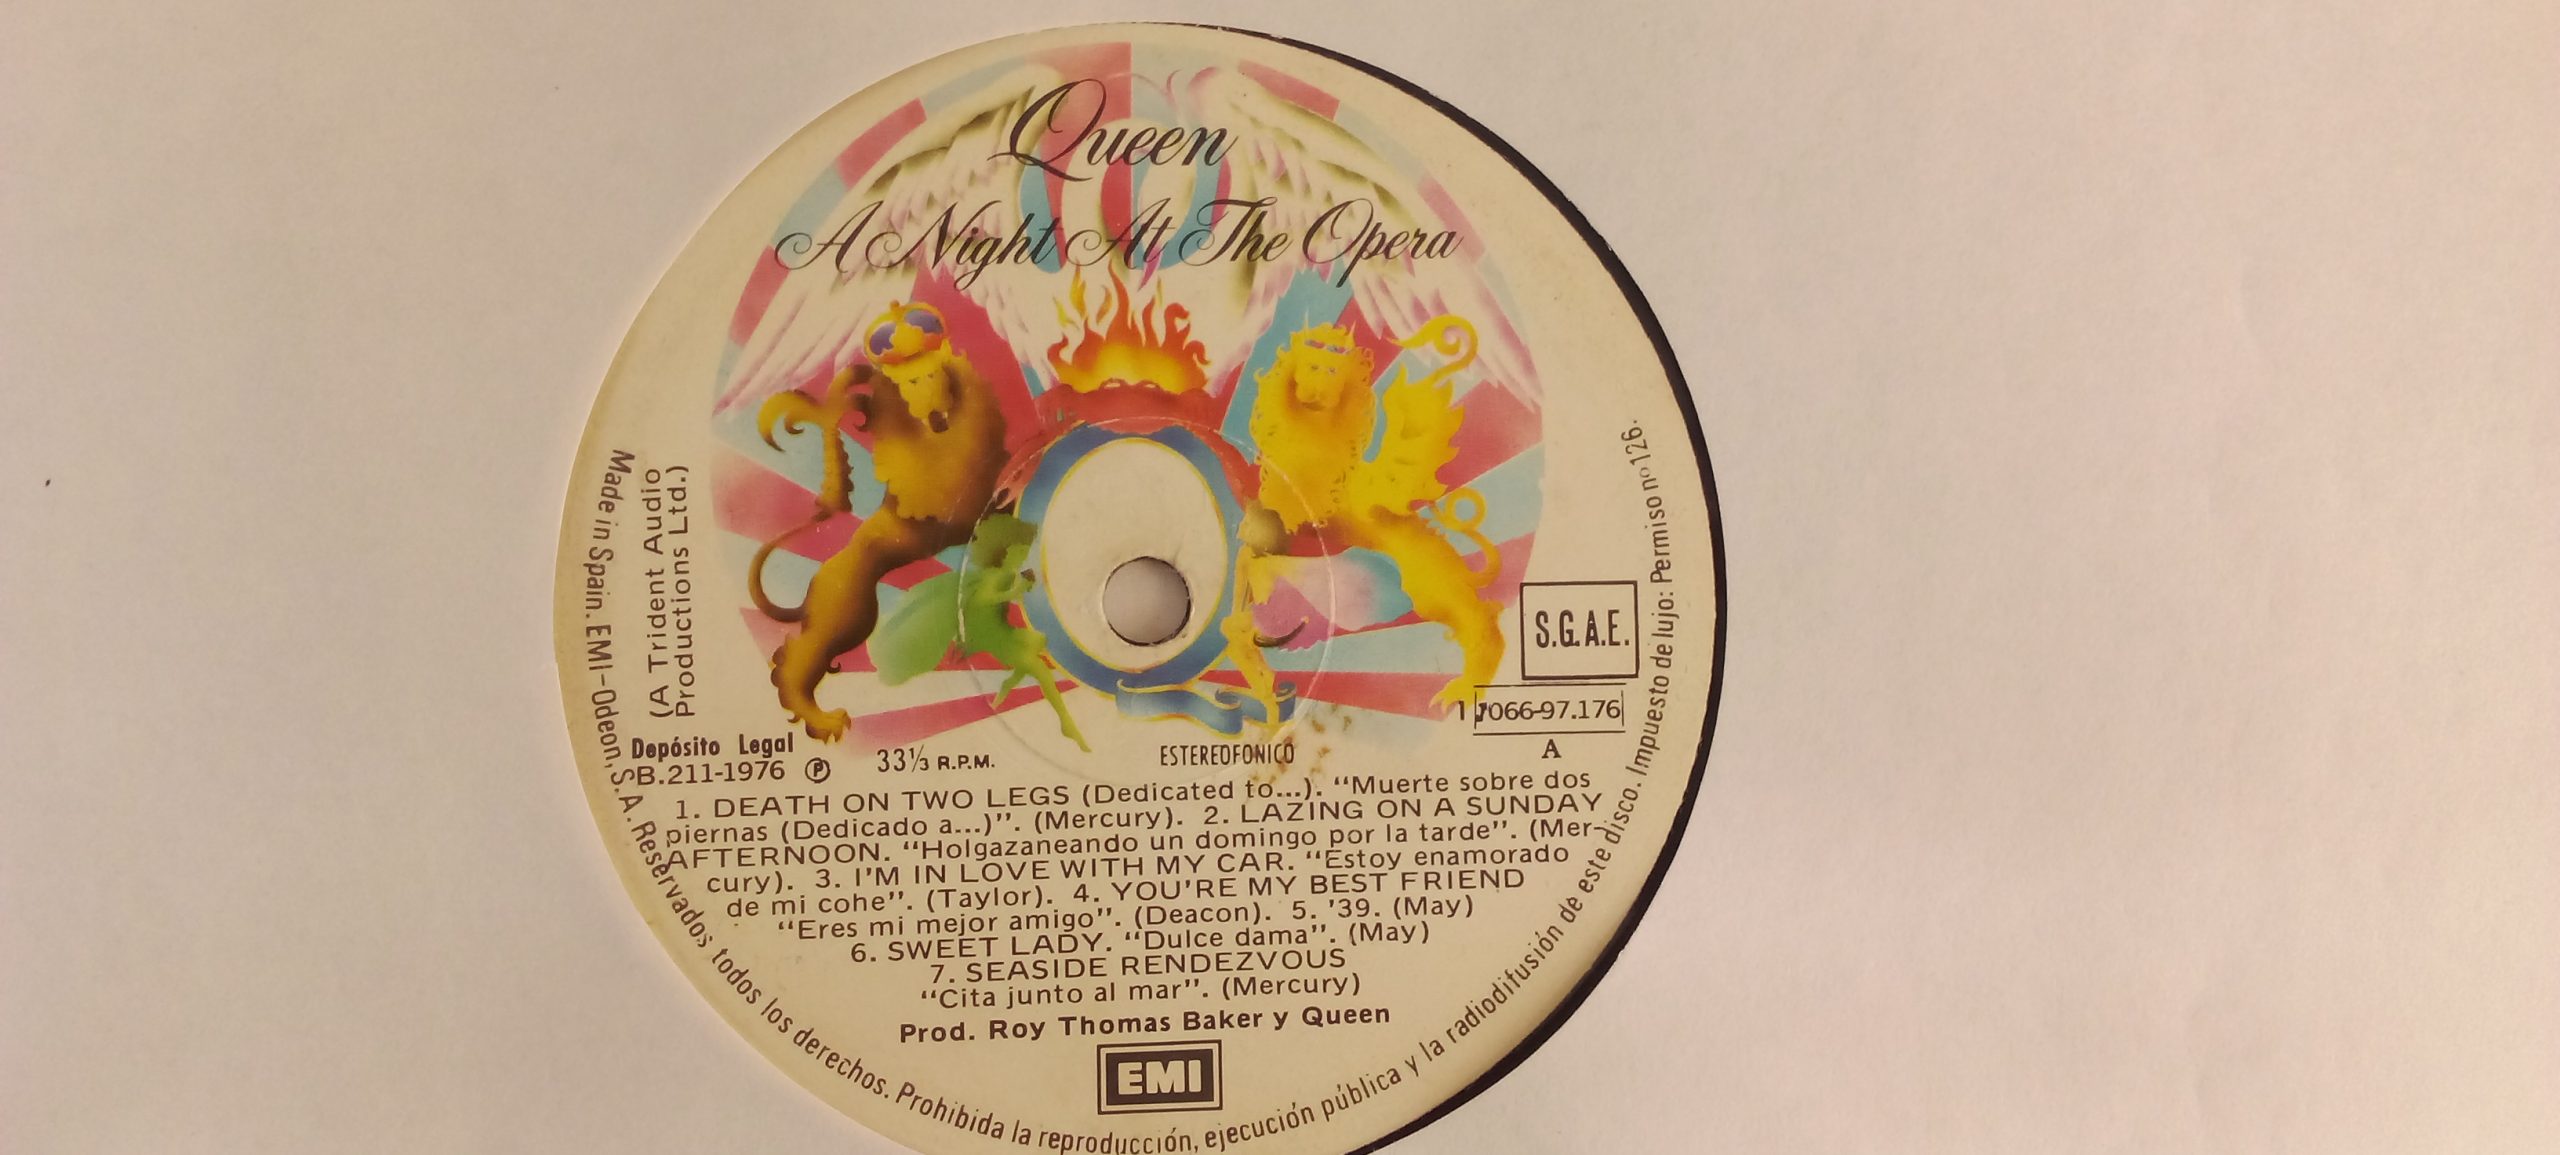 Queen
A Night At The Opera
(A Trident Audio
Productions Ltd.)
S.G.A.E.
1 J 066-97.176
A
Depósito Legal
B.211-1976 Ⓟ
33⅓ R.P.M.
ESTEREOFONICO
1. DEATH ON TWO LEGS (Dedicated to...). “Muerte sobre dos
piernas (Dedicado a...)”. (Mercury). 2. LAZING ON A SUNDAY
AFTERNOON. “Holgazaneando un domingo por la tarde”. (Mer-
cury). 3. I'M IN LOVE WITH MY CAR. “Estoy enamorado
de mi cohe”. (Taylor). 4. YOU'RE MY BEST FRIEND
“Eres mi mejor amigo”. (Deacon). 5. '39. (May)
6. SWEET LADY. “Dulce dama”. (May)
7. SEASIDE RENDEZVOUS
“Cita junto al mar”. (Mercury)
Prod. Roy Thomas Baker y Queen
EMI
Made in Spain. EMI-Odeon, S.A. Reservados todos los derechos. Prohibida la reproducción, ejecución pública y la radiodifusión de este disco. Impuesto de lujo: Permiso nº 126.